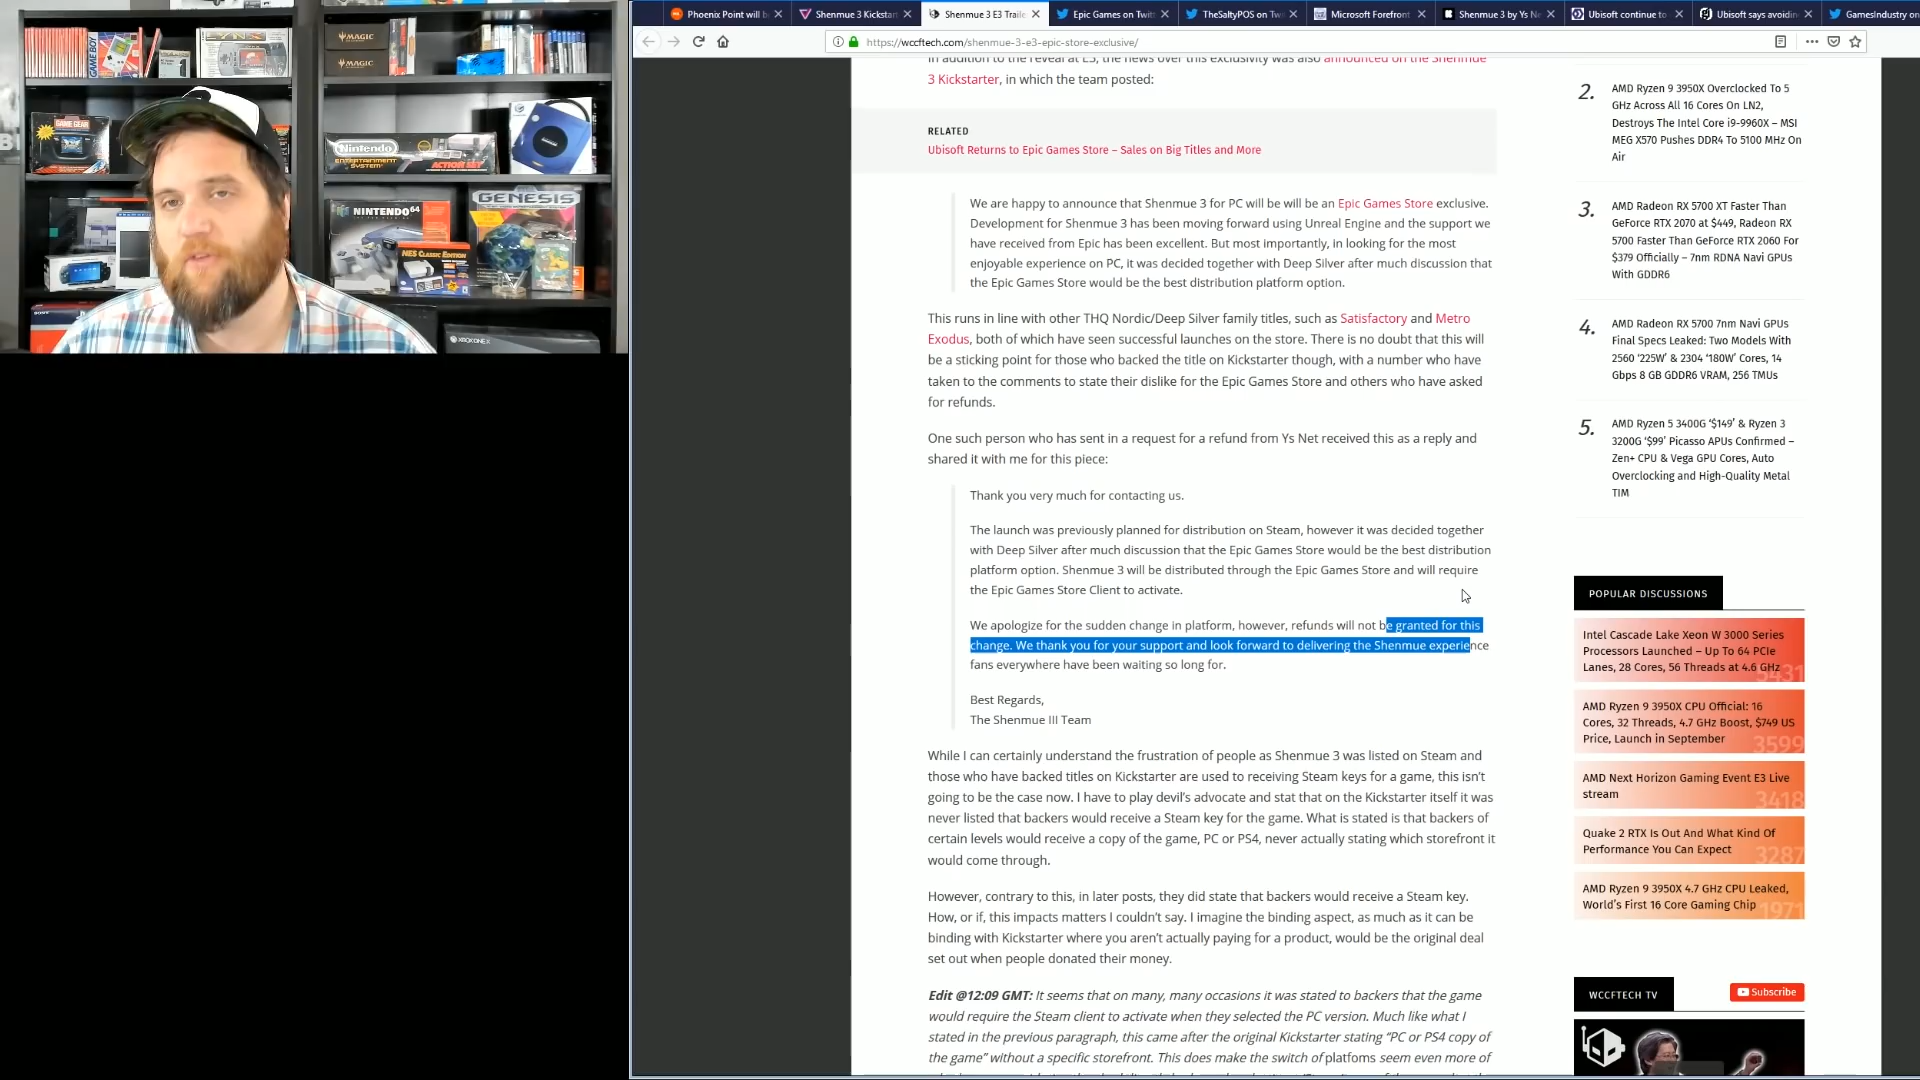 Phoenix Point will b
Shenmue 3 Kickstar
Shenmue 3 E3 Traile
Epic Games on Twit
TheSaltyPOS on Tw
Microsoft Forefront
Shenmue 3 by Ys Ne
Ubisoft continue to
Ubisoft says avoidin
GamesIndustry on
https://wccftech.com/shenmue-3-e3-epic-store-exclusive/
In addition to the reveal at E3, the news over this exclusivity was also announced on the Shenmue
3 Kickstarter, in which the team posted:
RELATED
Ubisoft Returns to Epic Games Store – Sales on Big Titles and More
We are happy to announce that Shenmue 3 for PC will be will be an Epic Games Store exclusive.
Development for Shenmue 3 has been moving forward using Unreal Engine and the support we
have received from Epic has been excellent. But most importantly, in looking for the most
enjoyable experience on PC, it was decided together with Deep Silver after much discussion that
the Epic Games Store would be the best distribution platform option.
This runs in line with other THQ Nordic/Deep Silver family titles, such as Satisfactory and Metro
Exodus, both of which have seen successful launches on the store. There is no doubt that this will
be a sticking point for those who backed the title on Kickstarter though, with a number who have
taken to the comments to state their dislike for the Epic Games Store and others who have asked
for refunds.
One such person who has sent in a request for a refund from Ys Net received this as a reply and
shared it with me for this piece:
Thank you very much for contacting us.
The launch was previously planned for distribution on Steam, however it was decided together
with Deep Silver after much discussion that the Epic Games Store would be the best distribution
platform option. Shenmue 3 will be distributed through the Epic Games Store and will require
the Epic Games Store Client to activate.
We apologize for the sudden change in platform, however, refunds will not be granted for this
change. We thank you for your support and look forward to delivering the Shenmue experience
fans everywhere have been waiting so long for.
Best Regards,
The Shenmue III Team
While I can certainly understand the frustration of people as Shenmue 3 was listed on Steam and
those who have backed titles on Kickstarter are used to receiving Steam keys for a game, this isn't
going to be the case now. I have to play devil's advocate and stat that on the Kickstarter itself it was
never listed that backers would receive a Steam key for the game. What is stated is that backers of
certain levels would receive a copy of the game, PC or PS4, never actually stating which storefront it
would come through.
However, contrary to this, in later posts, they did state that backers would receive a Steam key.
How, or if, this impacts matters I couldn't say. I imagine the binding aspect, as much as it can be
binding with Kickstarter where you aren't actually paying for a product, would be the original deal
set out when people donated their money.
Edit @12:09 GMT: It seems that on many, many occasions it was stated to backers that the game
would require the Steam client to activate when they selected the PC version. Much like what I
stated in the previous paragraph, this came after the original Kickstarter stating "PC or PS4 copy of
the game" without a specific storefront. This does make the switch of platfoms seem even more of
2. AMD Ryzen 9 3950X Overclocked To 5
GHz Across All 16 Cores On LN2,
Destroys The Intel Core i9-9960X – MSI
MEG X570 Pushes DDR4 To 5100 MHz On
Air
3. AMD Radeon RX 5700 XT Faster Than
GeForce RTX 2070 at $449, Radeon RX
5700 Faster Than GeForce RTX 2060 For
$379 Officially – 7nm RDNA Navi GPUs
With GDDR6
4. AMD Radeon RX 5700 7nm Navi GPUs
Final Specs Leaked: Two Models With
2560 '225W' & 2304 '180W' Cores, 14
Gbps 8 GB GDDR6 VRAM, 256 TMUs
5. AMD Ryzen 5 3400G '$149' & Ryzen 3
3200G '$99' Picasso APUs Confirmed –
Zen+ CPU & Vega GPU Cores, Auto
Overclocking and High-Quality Metal
TIM
POPULAR DISCUSSIONS
Intel Cascade Lake Xeon W 3000 Series
Processors Launched – Up To 64 PCIe
Lanes, 28 Cores, 56 Threads at 4.6 GHz
5431
AMD Ryzen 9 3950X CPU Official: 16
Cores, 32 Threads, 4.7 GHz Boost, $749 US
Price, Launch in September
3599
AMD Next Horizon Gaming Event E3 Live
stream
3418
Quake 2 RTX Is Out And What Kind Of
Performance You Can Expect
3287
AMD Ryzen 9 3950X 4.7 GHz CPU Leaked,
World's First 16 Core Gaming Chip
1971
WCCFTECH TV
Subscribe
GAME BOY
LYNX
MAGIC
MAGIC
GAME GEAR
Nintendo
ENTERTAINMENT SYSTEM
ACTION SET
NINTENDO 64
GENESIS
NES CLASSIC EDITION
SONY
XBOX ONE X